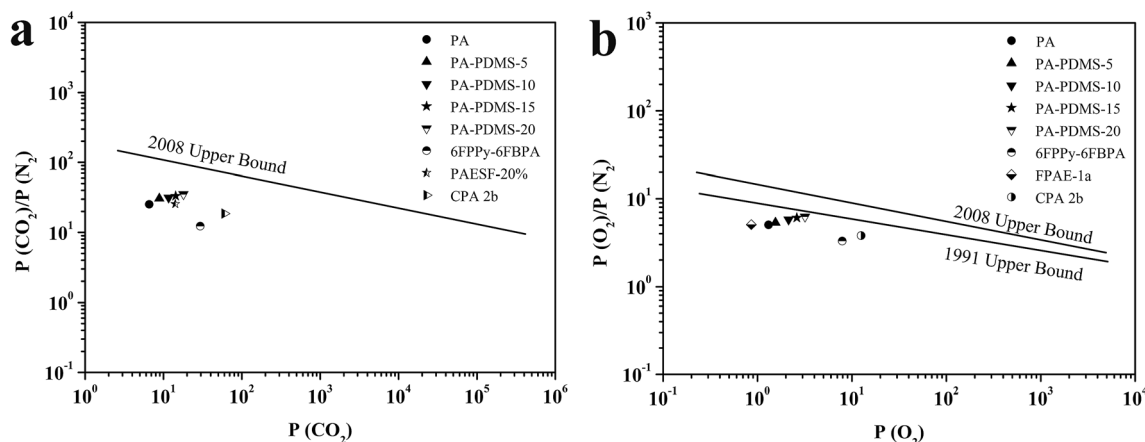 a
10^4
10^3
10^2
10^1
10^0
10^-1
P (CO2)/P (N2)
PA
PA-PDMS-5
PA-PDMS-10
PA-PDMS-15
PA-PDMS-20
6FPPy-6FBPA
PAESF-20%
CPA 2b
2008 Upper Bound
10^0
10^1
10^2
10^3
10^4
10^5
10^6
P (CO2)
b
10^3
10^2
10^1
10^0
10^-1
P (O2)/P (N2)
PA
PA-PDMS-5
PA-PDMS-10
PA-PDMS-15
PA-PDMS-20
6FPPy-6FBPA
FPAE-1a
CPA 2b
2008 Upper Bound
1991 Upper Bound
10^-1
10^0
10^1
10^2
10^3
10^4
P (O2)